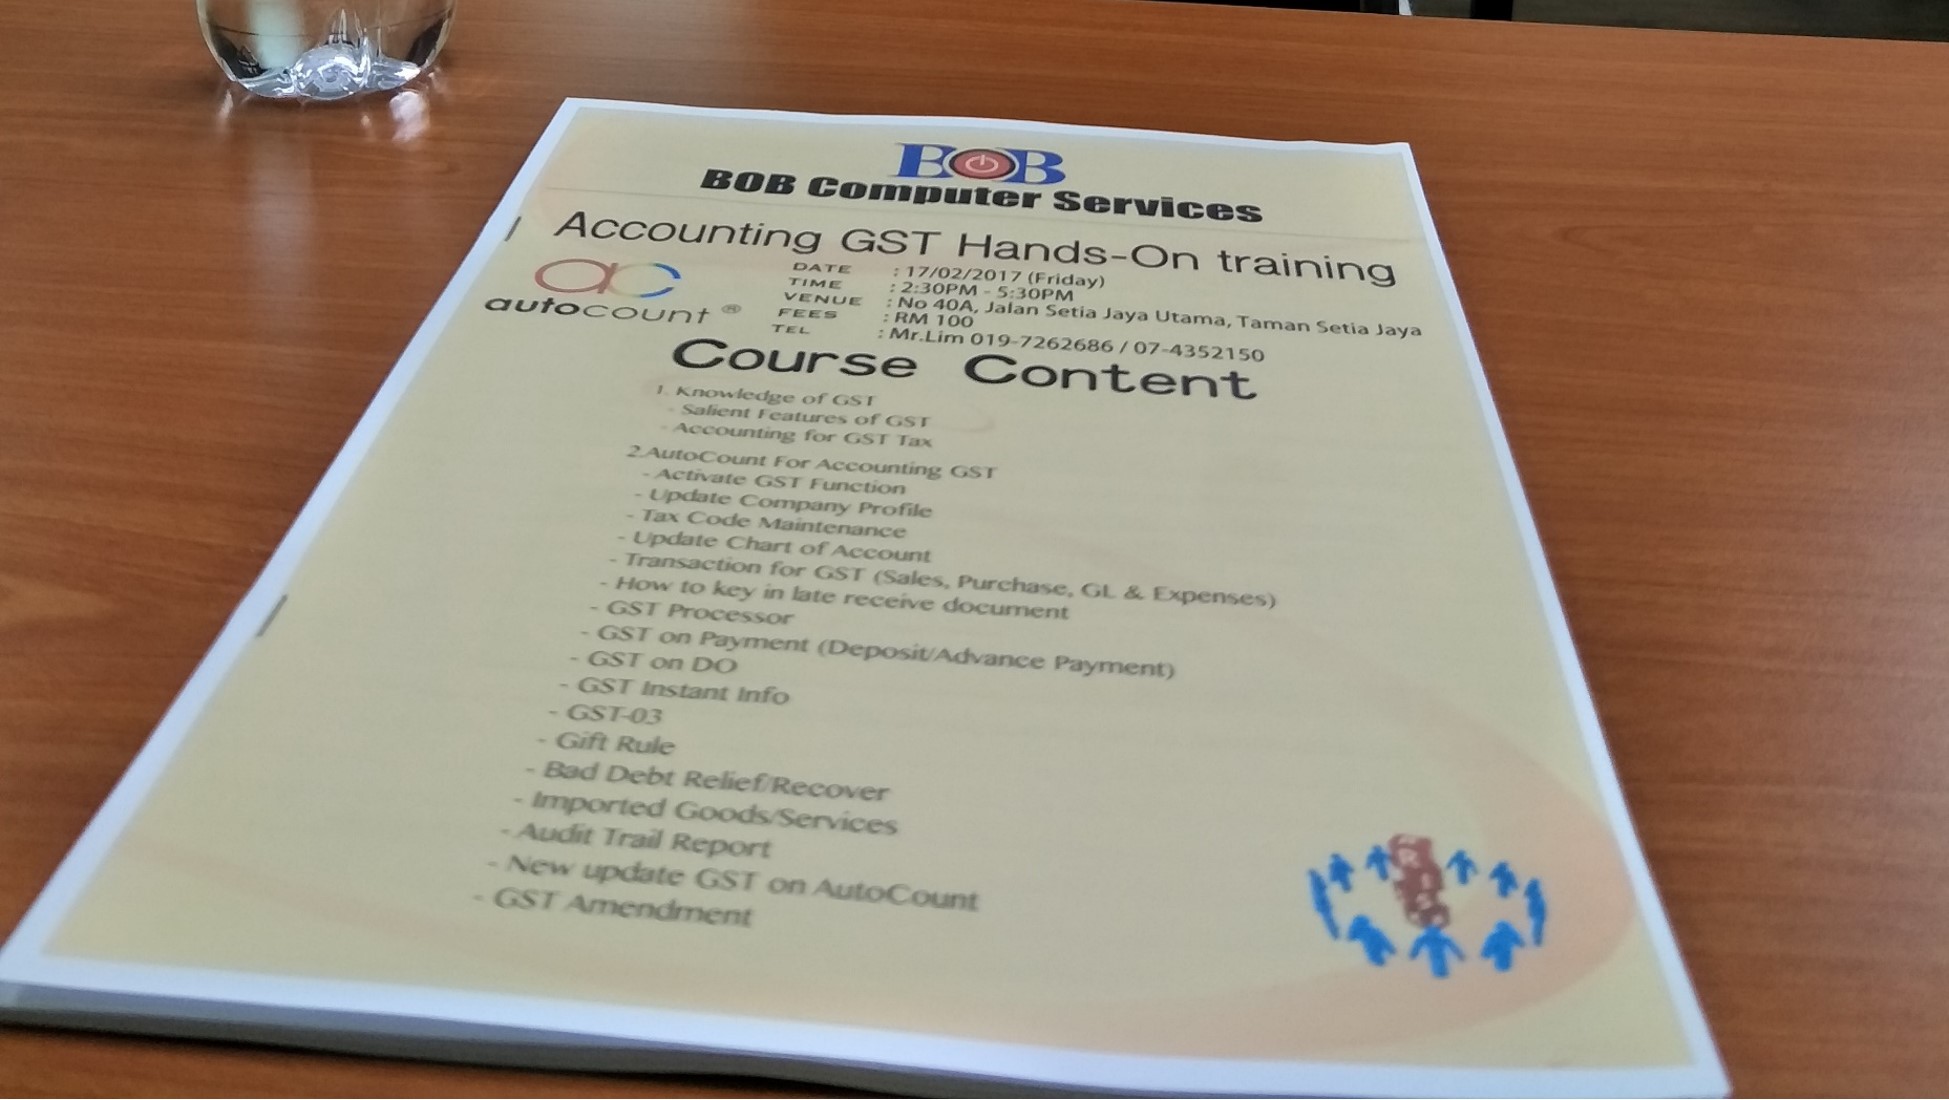 BOB
BOB Computer Services
Accounting GST Hands-On training
autocount ®
DATE : 17/02/2017 (Friday)
TIME : 2:30PM - 5:30PM
VENUE : No 40A, Jalan Setia Jaya Utama, Taman Setia Jaya
FEES : RM 100
TEL : Mr.Lim 019-7262686 / 07-4352150
Course Content
1. Knowledge of GST
- Salient Features of GST
- Accounting for GST Tax
2.AutoCount For Accounting GST
- Activate GST Function
- Update Company Profile
- Tax Code Maintenance
- Update Chart of Account
- Transaction for GST (Sales, Purchase, GL & Expenses)
- How to key in late receive document
- GST Processor
- GST on Payment (Deposit/Advance Payment)
- GST on DO
- GST Instant Info
- GST-03
- Gift Rule
- Bad Debt Relief/Recover
- Imported Goods/Services
- Audit Trail Report
- New update GST on AutoCount
- GST Amendment